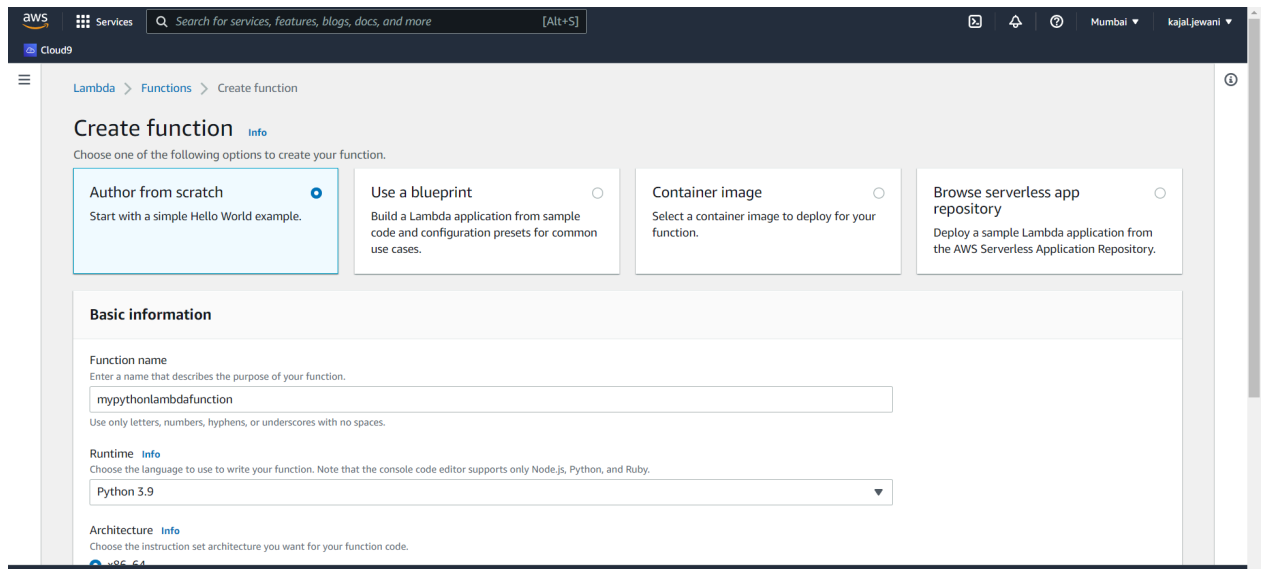 aws Services Search for services, features, blogs, docs, and more [Alt+S] Mumbai ▼ kajal.jewani ▼
Cloud9
Lambda > Functions > Create function
Create function Info
Choose one of the following options to create your function.
Author from scratch
Start with a simple Hello World example.
Use a blueprint
Build a Lambda application from sample
code and configuration presets for common
use cases.
Container image
Select a container image to deploy for your
function.
Browse serverless app
repository
Deploy a sample Lambda application from
the AWS Serverless Application Repository.
Basic information
Function name
Enter a name that describes the purpose of your function.
mypythonlambdafunction
Use only letters, numbers, hyphens, or underscores with no spaces.
Runtime Info
Choose the language to use to write your function. Note that the console code editor supports only Node.js, Python, and Ruby.
Python 3.9
Architecture Info
Choose the instruction set architecture you want for your function code.
x86_64